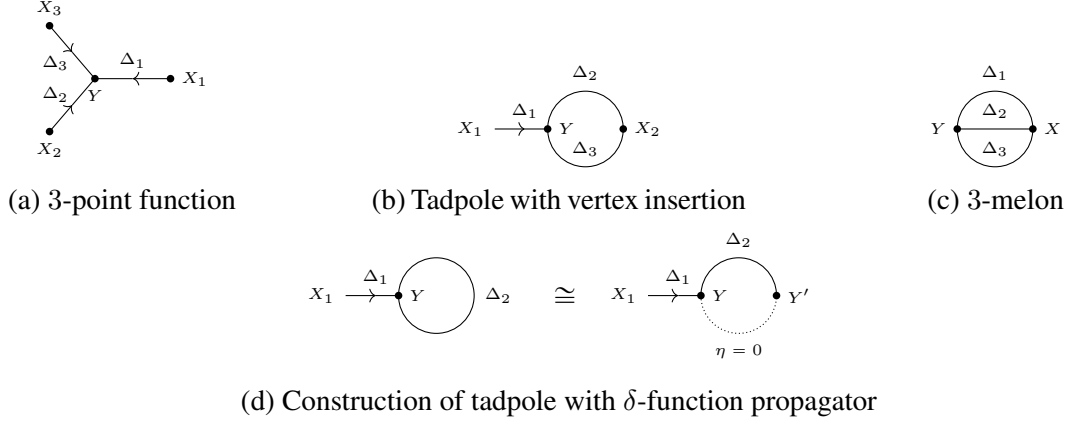 X₃
Δ₃ Δ₁
Y X₁
Δ₂
X₂
(a) 3-point function
Δ₂
X₁ Δ₁ Y X₂
Δ₃
(b) Tadpole with vertex insertion
Δ₁
Y Δ₂ X
Δ₃
(c) 3-melon
X₁ Δ₁ Y Δ₂ ≅ X₁ Δ₁ Y Δ₂ Y′
η = 0
(d) Construction of tadpole with δ-function propagator